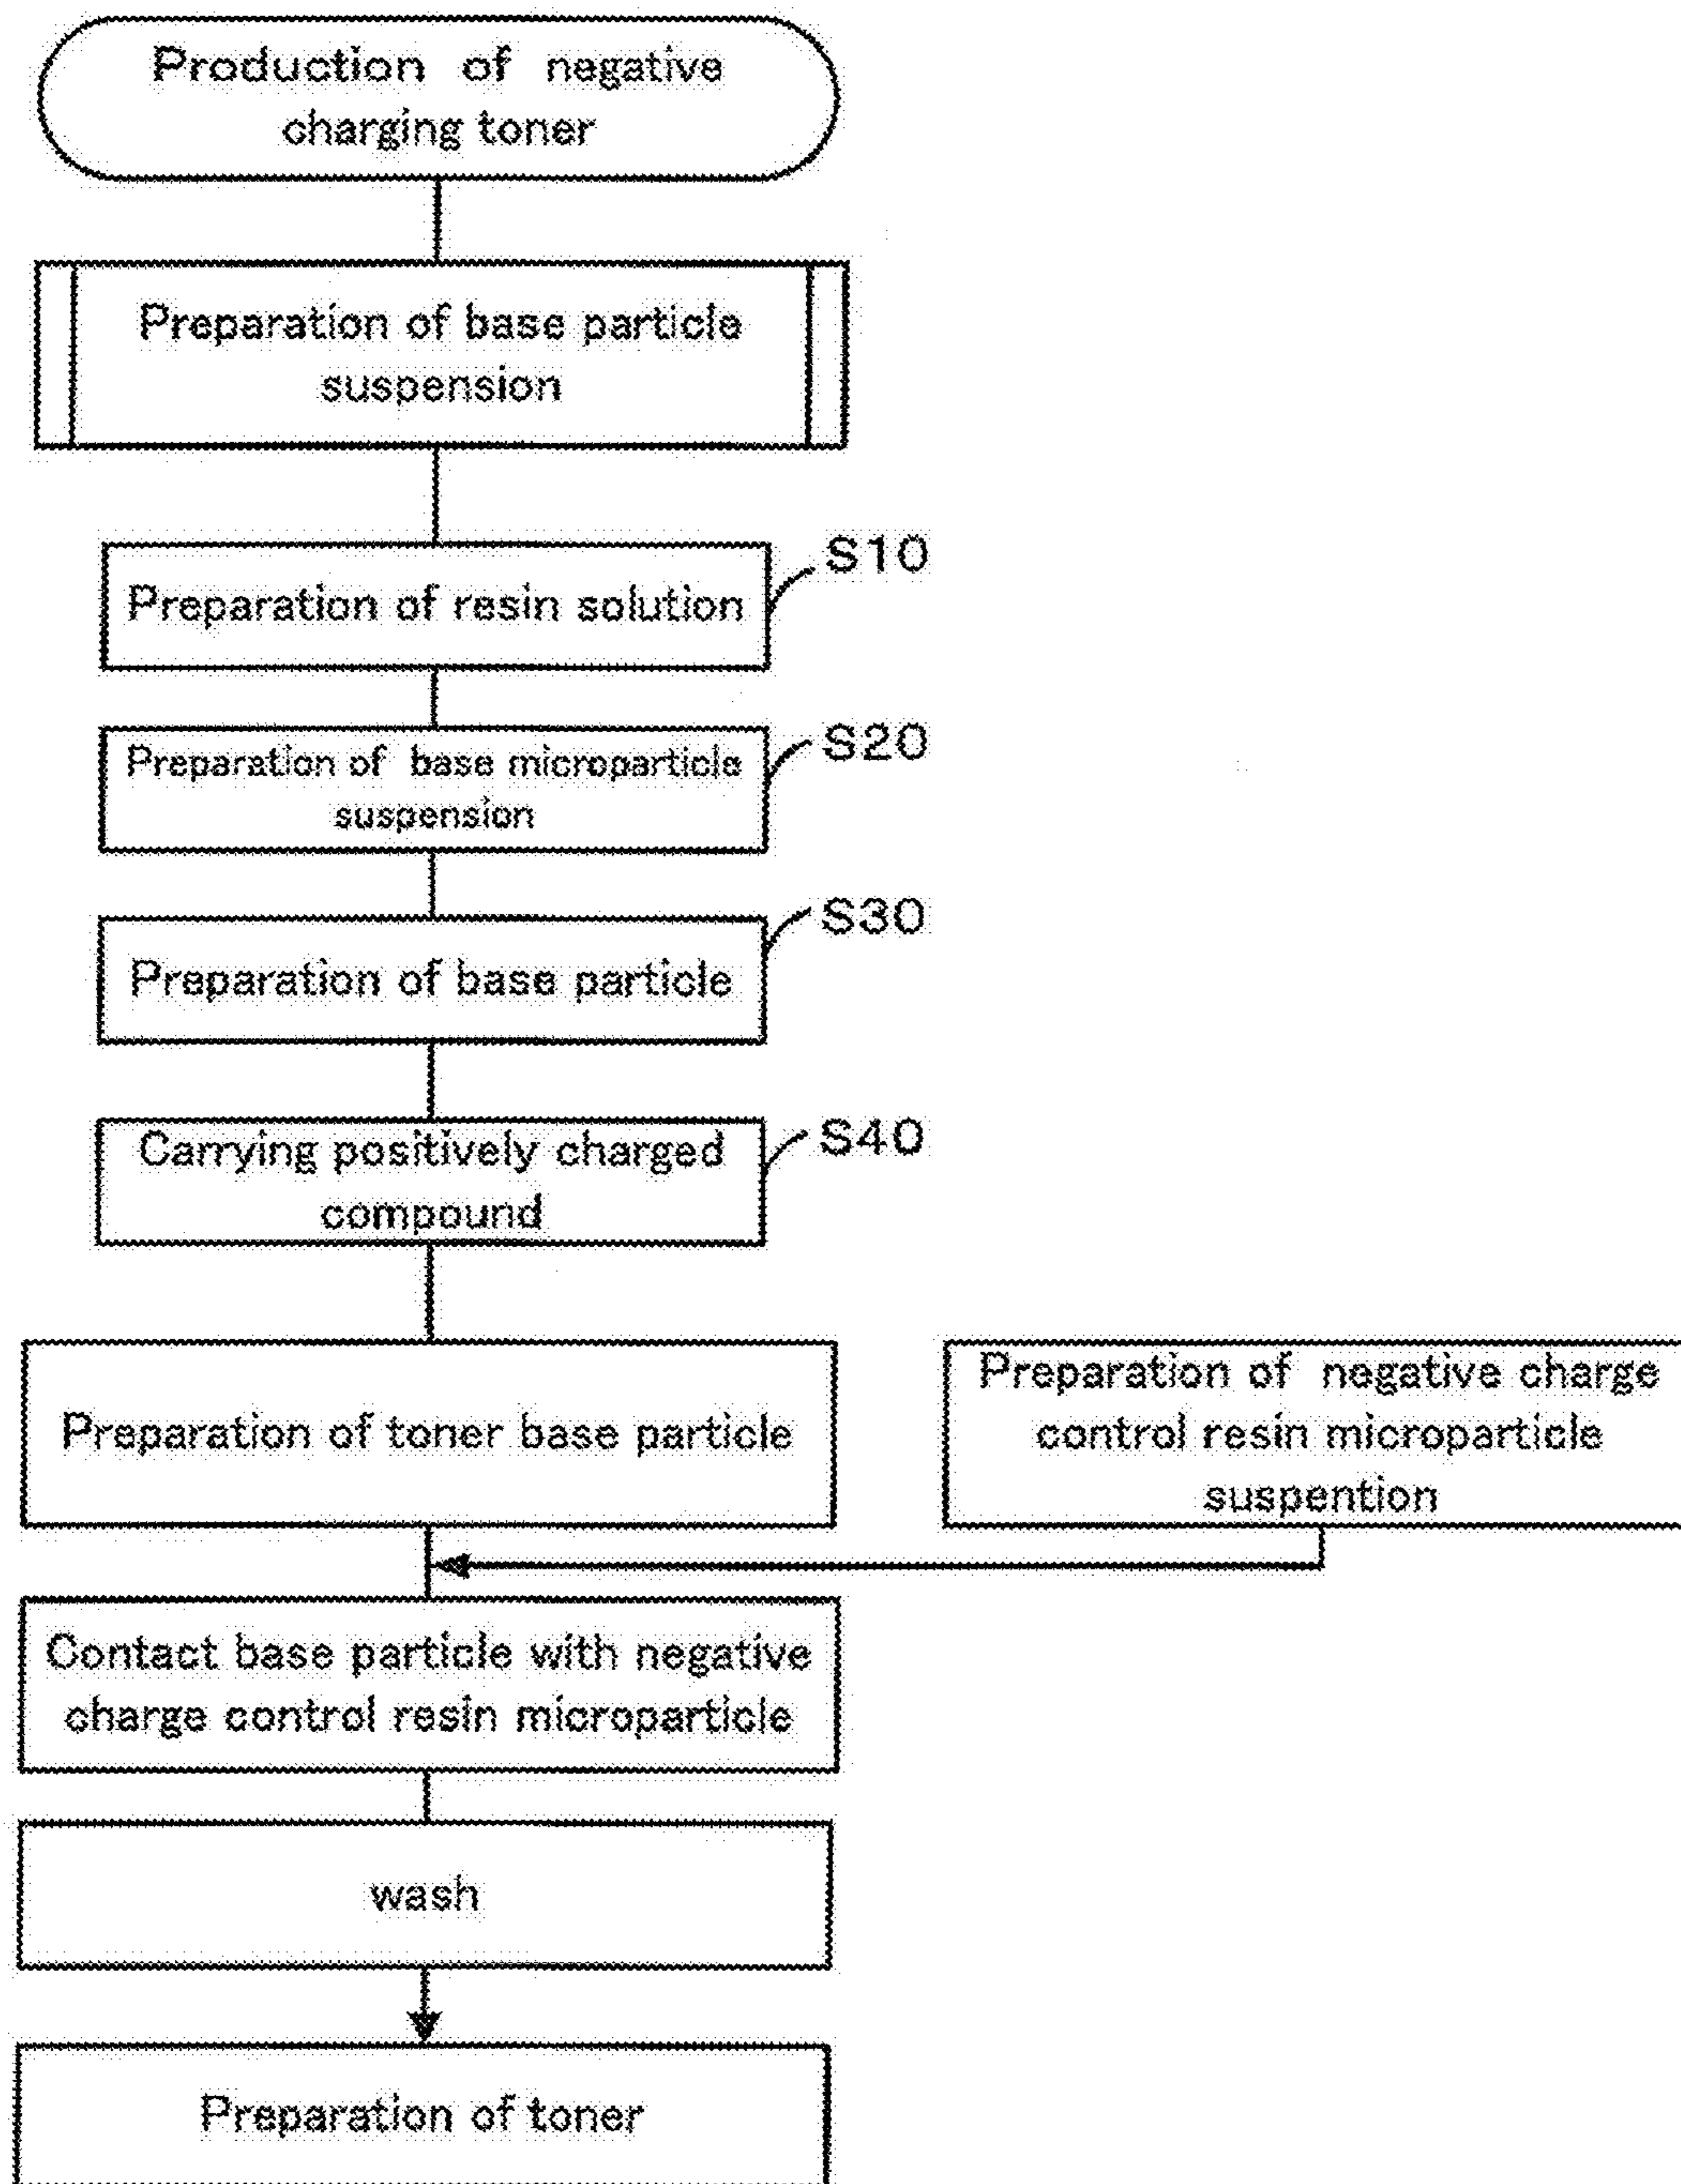 Production of negative
charging toner
Preparation of base particle
suspension
S10
Preparation of resin solution
S20
Preparation of base microparticle
suspension
S30
Preparation of base particle
S40
Carrying positively charged
compound
Preparation of toner base particle
Preparation of negative charge
control resin microparticle
suspention
Contact base particle with negative
charge control resin microparticle
wash
Preparation of toner